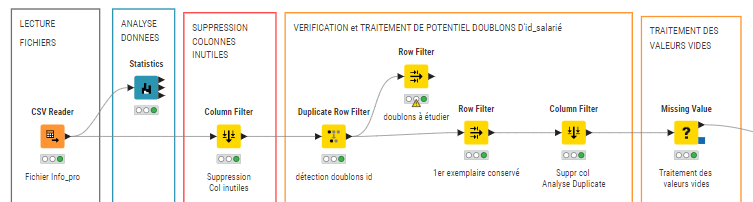 LECTURE
FICHIERS
ANALYSE
DONNEES
SUPPRESSION
COLONNES
INUTILES
VERIFICATION et TRAITEMENT DE POTENTIEL DOUBLONS D'id_salarié
TRAITEMENT DES
VALEURS VIDES
Row Filter
doublons à étudier
Statistics
CSV Reader
Fichier Info_pro
Column Filter
Suppression
Col inutiles
Duplicate Row Filter
détection doublons id
Row Filter
1er exemplaire conservé
Column Filter
Suppr col
Analyse Duplicate
Missing Value
?
Traitement des
valeurs vides